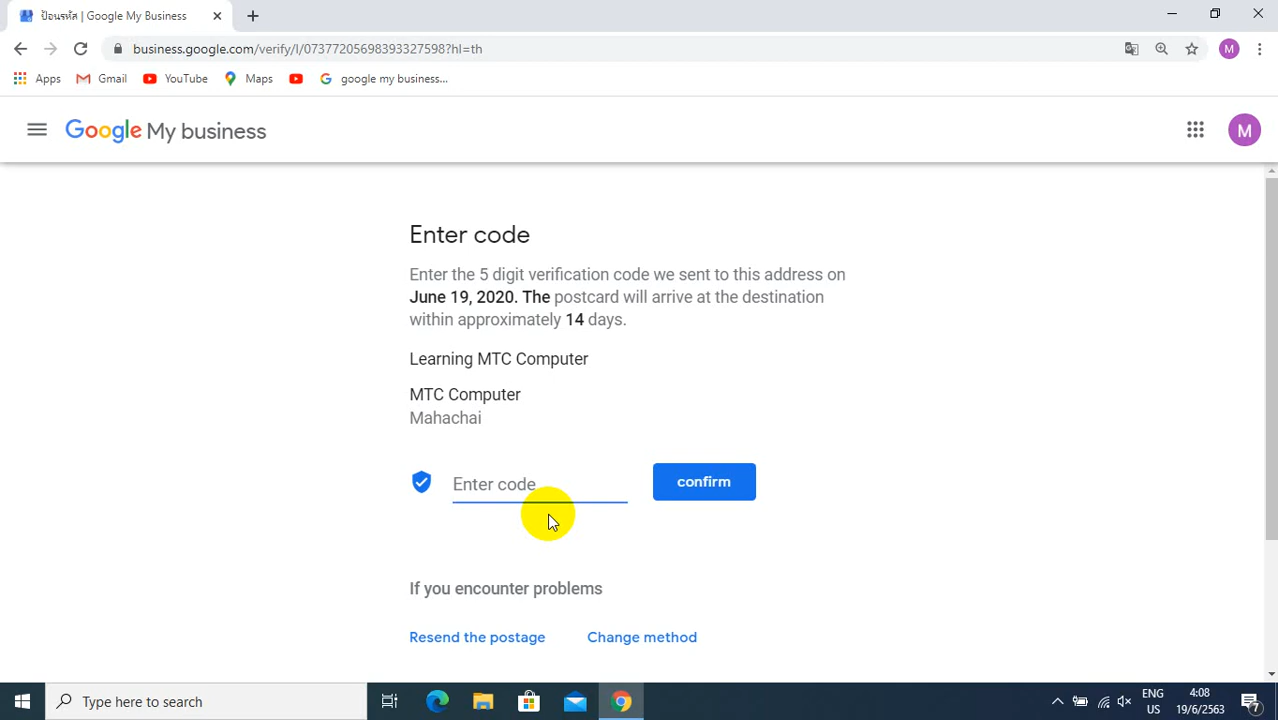 ป้อนรหัส | Google My Business
business.google.com/verify/l/07377205698393327598?hl=th
M
Apps
Gmail
YouTube
Maps
google my business...
Google My business
M
Enter code
Enter the 5 digit verification code we sent to this address on
June 19, 2020. The postcard will arrive at the destination
within approximately 14 days.
Learning MTC Computer
MTC Computer
Mahachai
Enter code
confirm
If you encounter problems
Resend the postage
Change method
Type here to search
ENG
US
4:08
19/6/2563
7